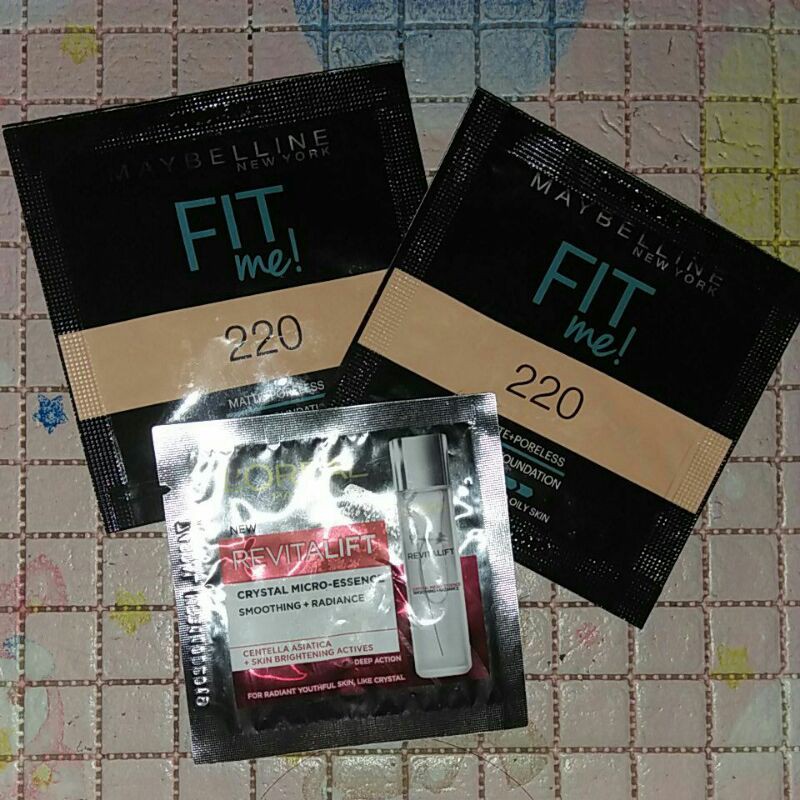 MAYBELLINE
NEW YORK
FIT
me!
220
MAYBELLINE
NEW YORK
FIT
me!
220
+PORELESS
FOUNDATION
OILY SKIN
L'ORÉAL
NEW
REVITALIFT
CRYSTAL MICRO-ESSENCE
SMOOTHING + RADIANCE
CENTELLA ASIATICA
+ SKIN BRIGHTENING ACTIVES
DEEP ACTION
FOR RADIANT YOUTHFUL SKIN, LIKE CRYSTAL
REVITALIFT